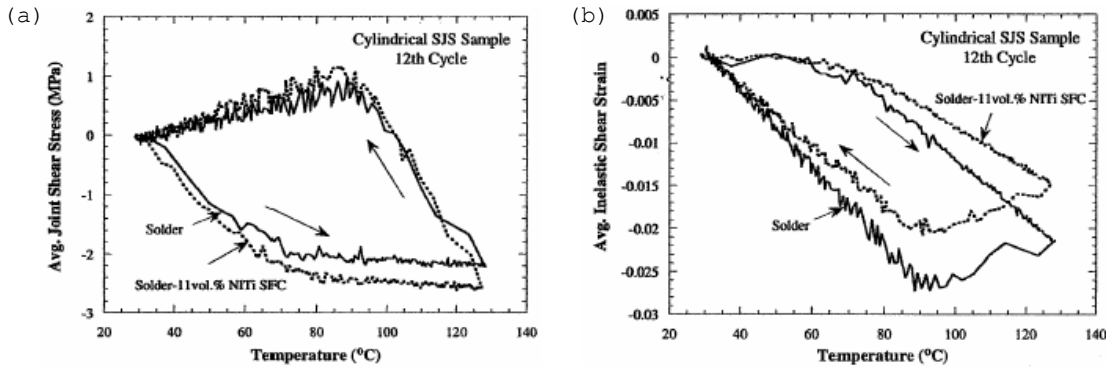 (a)
Avg. Joint Shear Stress (MPa)
2
1
0
-1
-2
-3
Cylindrical SJS Sample
12th Cycle
Solder
Solder-11vol.% NITi SFC
20 40 60 80 100 120 140
Temperature (°C)
(b)
Avg. Inelastic Shear Strain
0
-0.005
-0.01
-0.015
-0.02
-0.025
-0.03
Cylindrical SJS Sample
12th Cycle
Solder-11vol.% NITi SFC
Solder
20 40 60 80 100 120 140
Temperature (°C)